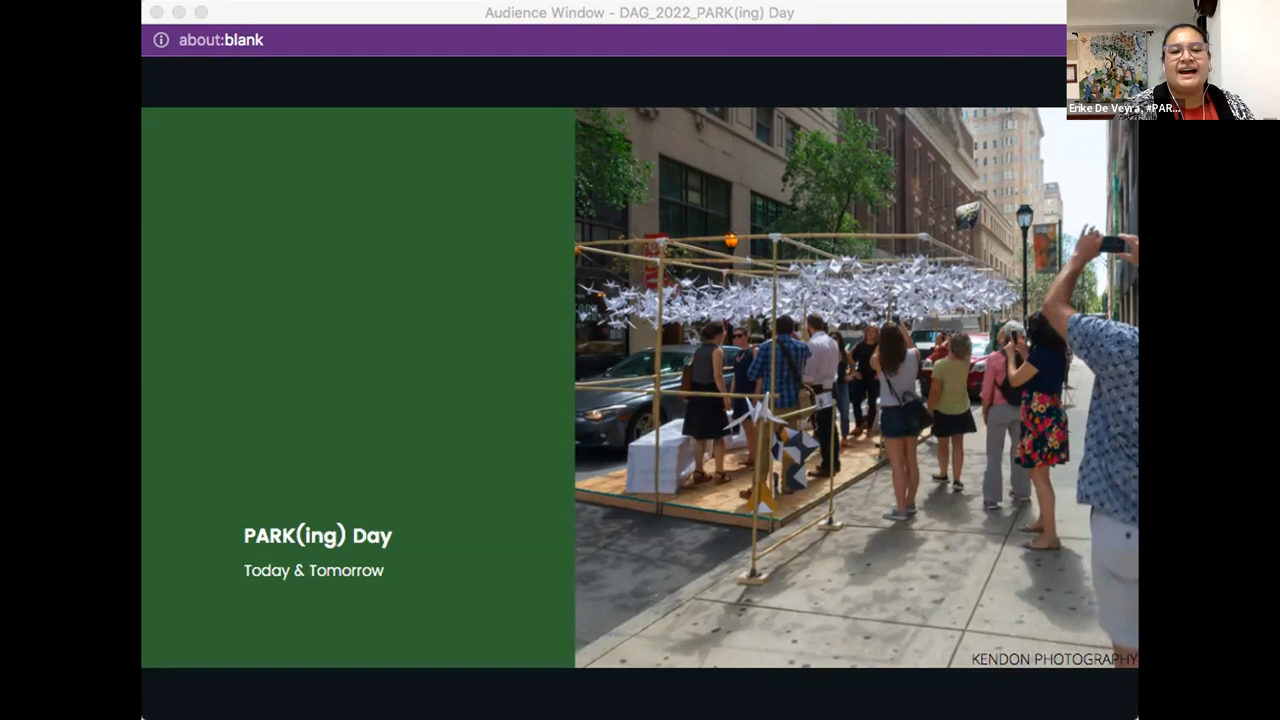 Audience Window - DAG_2022_PARK(ing) Day
about:blank
Erike De Veyra, #PAR...
PARK(ing) Day
Today & Tomorrow
KENDON PHOTOGRAPHY